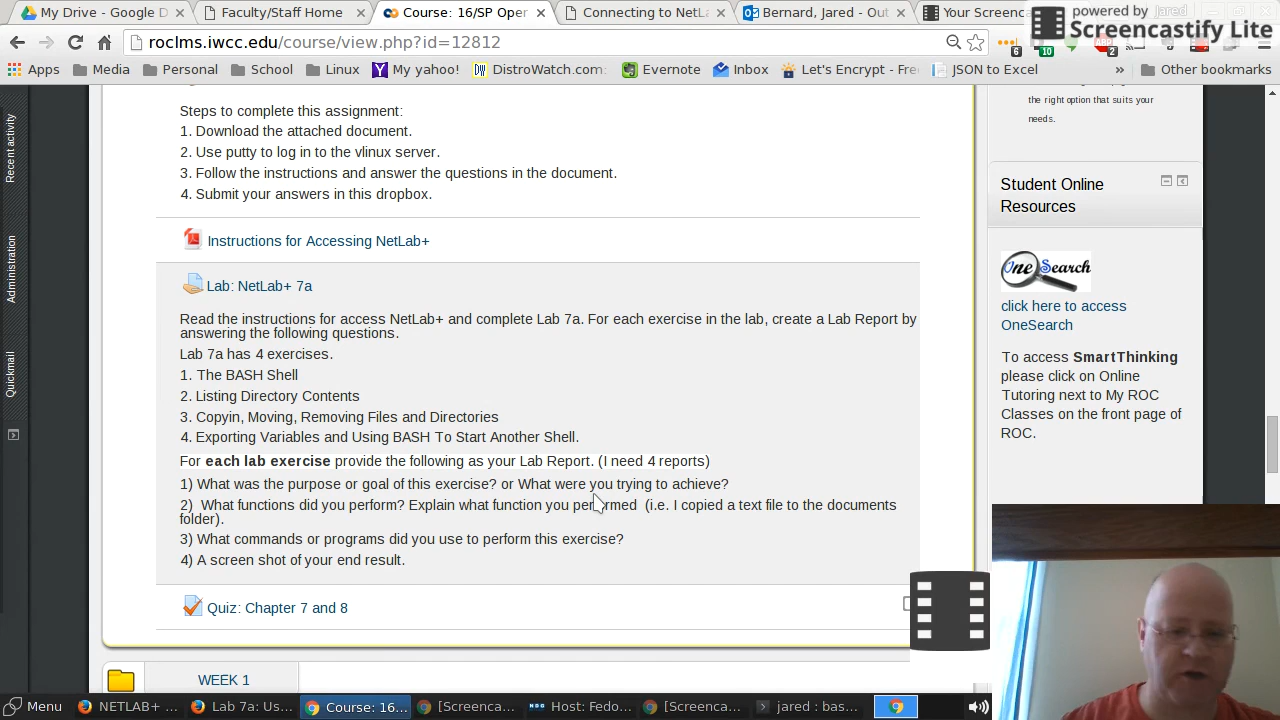 My Drive - Google D
Faculty/Staff Home
Course: 16/SP Oper
Connecting to NetLa
Bernard, Jared - Out
Your Screenc
powered by
Jared
Screencastify Lite
roclms.iwcc.edu/course/view.php?id=12812
6
10
2
Apps
Media
Personal
School
Linux
My yahoo!
DistroWatch.com:
Evernote
Inbox
Let's Encrypt - Fre
JSON to Excel
»
Other bookmarks
Recent activity
Administration
Quickmail
Steps to complete this assignment:
1. Download the attached document.
2. Use putty to log in to the vlinux server.
3. Follow the instructions and answer the questions in the document.
4. Submit your answers in this dropbox.
Instructions for Accessing NetLab+
Lab: NetLab+ 7a
Read the instructions for access NetLab+ and complete Lab 7a. For each exercise in the lab, create a Lab Report by
answering the following questions.
Lab 7a has 4 exercises.
1. The BASH Shell
2. Listing Directory Contents
3. Copyin, Moving, Removing Files and Directories
4. Exporting Variables and Using BASH To Start Another Shell.
For each lab exercise provide the following as your Lab Report. (I need 4 reports)
1) What was the purpose or goal of this exercise? or What were you trying to achieve?
2) What functions did you perform? Explain what function you performed (i.e. I copied a text file to the documents
folder).
3) What commands or programs did you use to perform this exercise?
4) A screen shot of your end result.
Quiz: Chapter 7 and 8
WEEK 1
the right option that suits your
needs.
Student Online
Resources
One Search
click here to access
OneSearch
To access SmartThinking
please click on Online
Tutoring next to My ROC
Classes on the front page of
ROC.
Menu
NETLAB+ ...
Lab 7a: Us...
Course: 16...
[Screenca...
Host: Fedo...
[Screenca...
jared : bas...